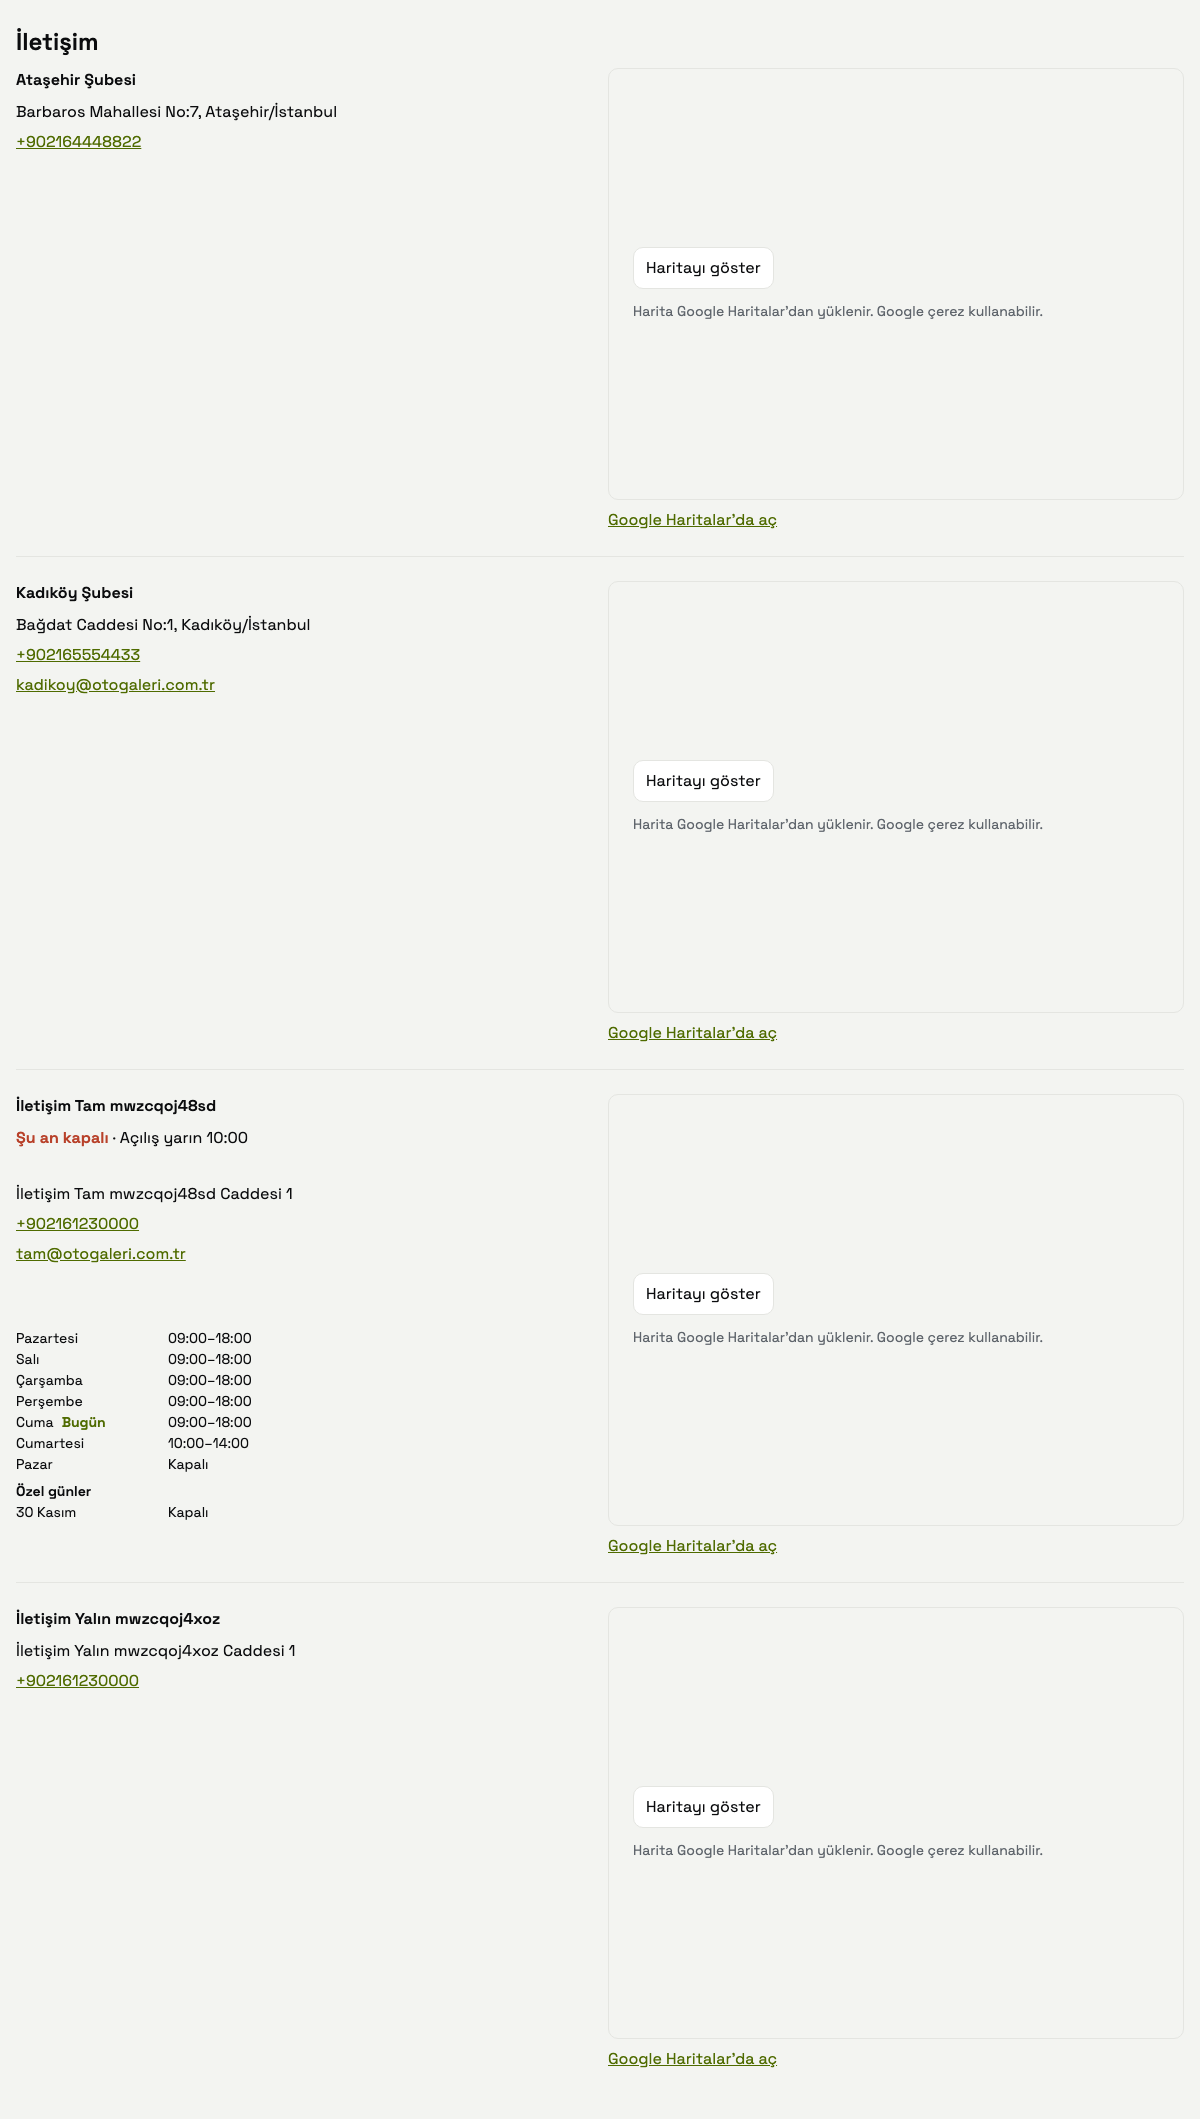 İletişim
Ataşehir Şubesi
Barbaros Mahallesi No:7, Ataşehir/İstanbul
+902164448822
Haritayı göster
Harita Google Haritalar'dan yüklenir. Google çerez kullanabilir.
Google Haritalar'da aç
Kadıköy Şubesi
Bağdat Caddesi No:1, Kadıköy/İstanbul
+902165554433
kadikoy@otogaleri.com.tr
Haritayı göster
Harita Google Haritalar'dan yüklenir. Google çerez kullanabilir.
Google Haritalar'da aç
İletişim Tam mwzcqoj48sd
Şu an kapalı · Açılış yarın 10:00
İletişim Tam mwzcqoj48sd Caddesi 1
+902161230000
tam@otogaleri.com.tr
Pazartesi 09:00–18:00
Salı 09:00–18:00
Çarşamba 09:00–18:00
Perşembe 09:00–18:00
Cuma Bugün 09:00–18:00
Cumartesi 10:00–14:00
Pazar Kapalı
Özel günler
30 Kasım Kapalı
Haritayı göster
Harita Google Haritalar'dan yüklenir. Google çerez kullanabilir.
Google Haritalar'da aç
İletişim Yalın mwzcqoj4xoz
İletişim Yalın mwzcqoj4xoz Caddesi 1
+902161230000
Haritayı göster
Harita Google Haritalar'dan yüklenir. Google çerez kullanabilir.
Google Haritalar'da aç